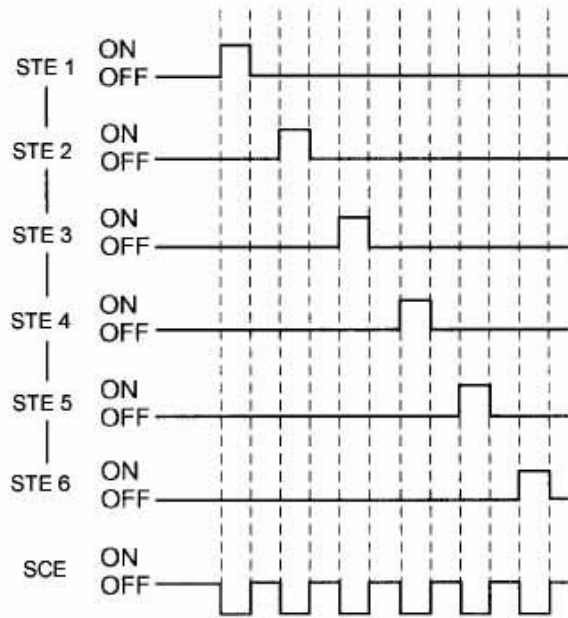 STE 1 ON
OFF
STE 2 ON
OFF
STE 3 ON
OFF
STE 4 ON
OFF
STE 5 ON
OFF
STE 6 ON
OFF
SCE ON
OFF